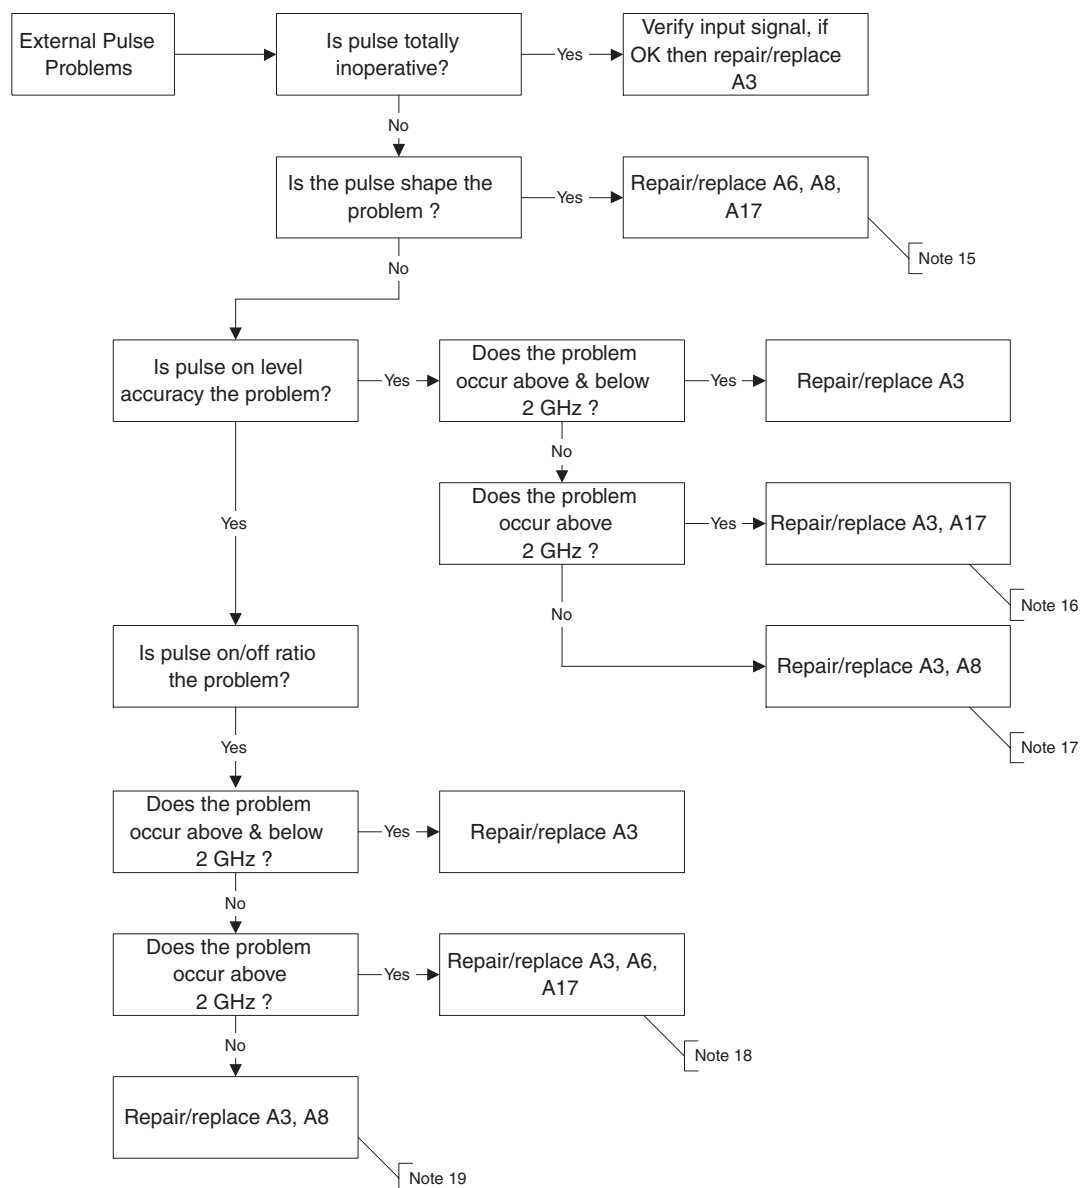 External Pulse
Problems
Is pulse totally
inoperative?
Yes
Verify input signal, if
OK then repair/replace
A3
No
Is the pulse shape the
problem ?
Yes
Repair/replace A6, A8,
A17
Note 15
No
Is pulse on level
accuracy the problem?
Yes
Does the problem
occur above & below
2 GHz ?
Yes
Repair/replace A3
No
Does the problem
occur above
2 GHz ?
Yes
Repair/replace A3, A17
Note 16
Yes
No
Repair/replace A3, A8
Note 17
Is pulse on/off ratio
the problem?
Yes
Does the problem
occur above & below
2 GHz ?
Yes
Repair/replace A3
No
Does the problem
occur above
2 GHz ?
Yes
Repair/replace A3, A6,
A17
Note 18
No
Repair/replace A3, A8
Note 19